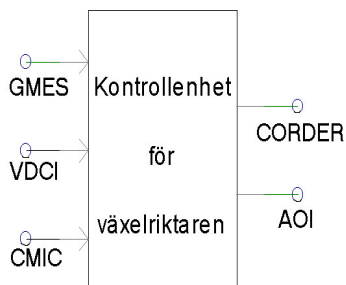 GMES
VDCI
CMIC
Kontrollenhet
för
växelriktaren
CORDER
AOI